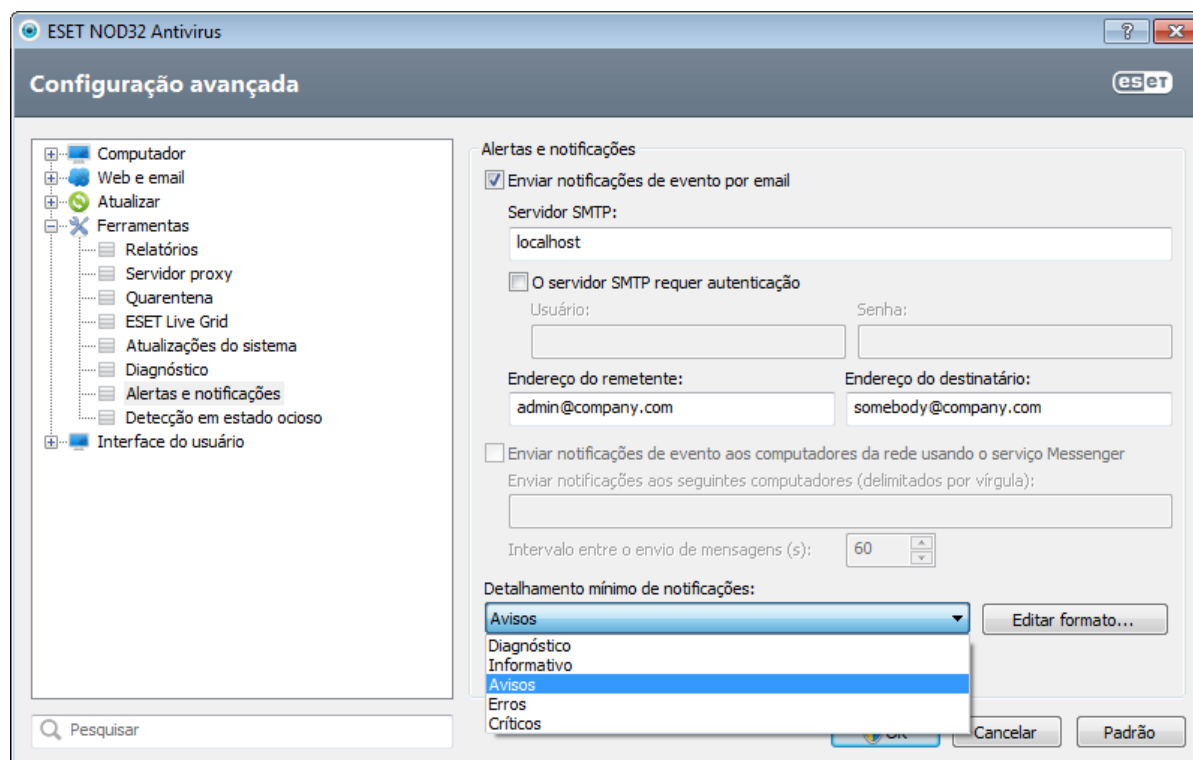 ESET NOD32 Antivirus
Configuração avançada
eseT
Computador
Web e email
Atualizar
Ferramentas
Relatórios
Servidor proxy
Quarentena
ESET Live Grid
Atualizações do sistema
Diagnóstico
Alertas e notificações
Detecção em estado ocioso
Interface do usuário
Pesquisar
Alertas e notificações
Enviar notificações de evento por email
Servidor SMTP:
localhost
O servidor SMTP requer autenticação
Usuário: Senha:
Endereço do remetente: Endereço do destinatário:
admin@company.com somebody@company.com
Enviar notificações de evento aos computadores da rede usando o serviço Messenger
Enviar notificações aos seguintes computadores (delimitados por vírgula):
Intervalo entre o envio de mensagens (s): 60
Detalhamento mínimo de notificações:
Avisos Editar formato...
Diagnóstico
Informativo
Avisos
Erros
Críticos
OK Cancelar Padrão